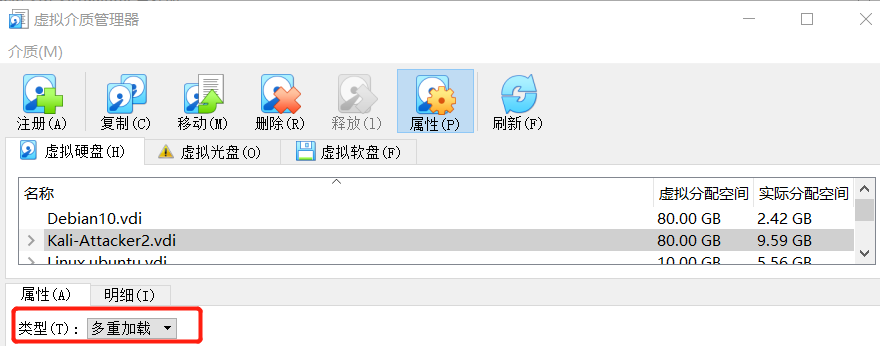 虚拟介质管理器
介质(M)
注册(A) 复制(C) 移动(M) 删除(R) 释放(l) 属性(P) 刷新(F)
虚拟硬盘(H) 虚拟光盘(O) 虚拟软盘(F)
名称 虚拟分配空间 实际分配空间
Debian10.vdi 80.00 GB 2.42 GB
Kali-Attacker2.vdi 80.00 GB 9.59 GB
Linux ubuntu.vdi 10.00 GB 5.56 GB
属性(A) 明细(I)
类型(T): 多重加载